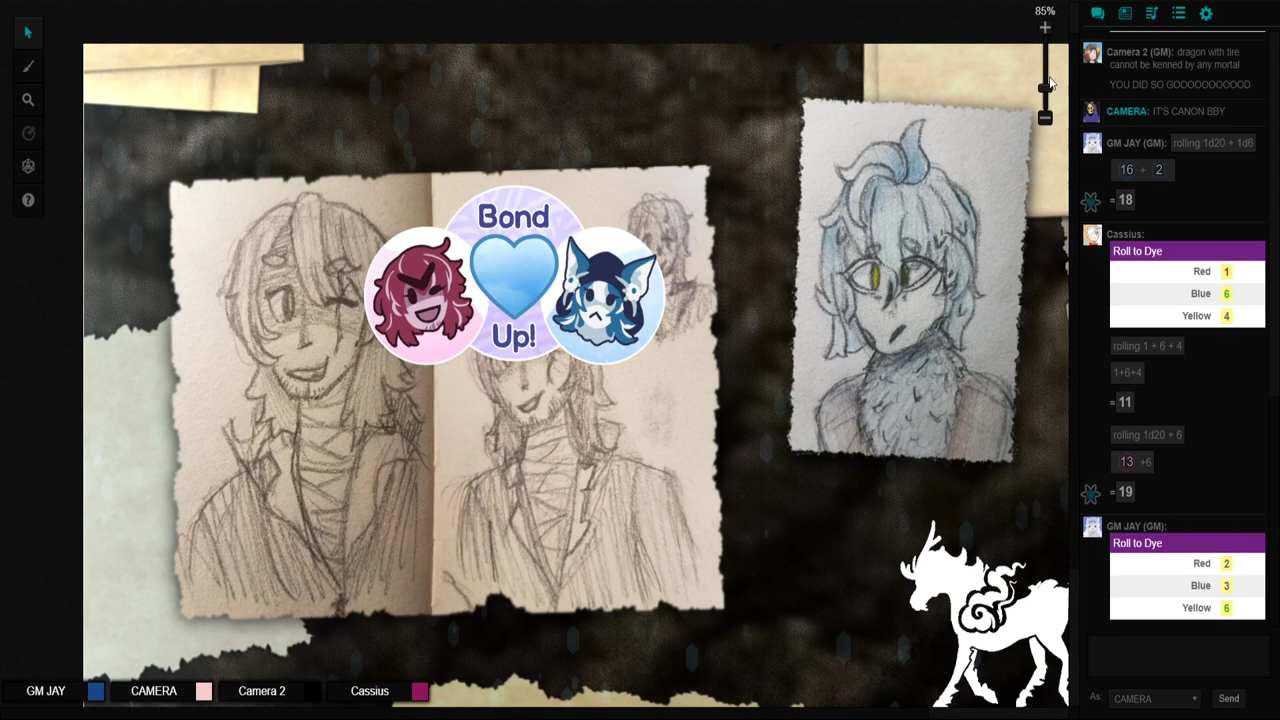 85%
Camera 2 (GM): dragon with tire
cannot be kenned by any mortal
YOU DID SO GOOOOOOOOOOD
CAMERA: IT'S CANON BBY
GM JAY (GM): rolling 1d20 + 1d6
16 + 2
= 18
Cassius:
Roll to Dye
Red 1
Blue 6
Yellow 4
rolling 1 + 6 + 4
1+6+4
= 11
rolling 1d20 + 6
13 +6
= 19
GM JAY (GM):
Roll to Dye
Red 2
Blue 3
Yellow 6
As: CAMERA Send
Bond
Up!
GM JAY CAMERA Camera 2 Cassius